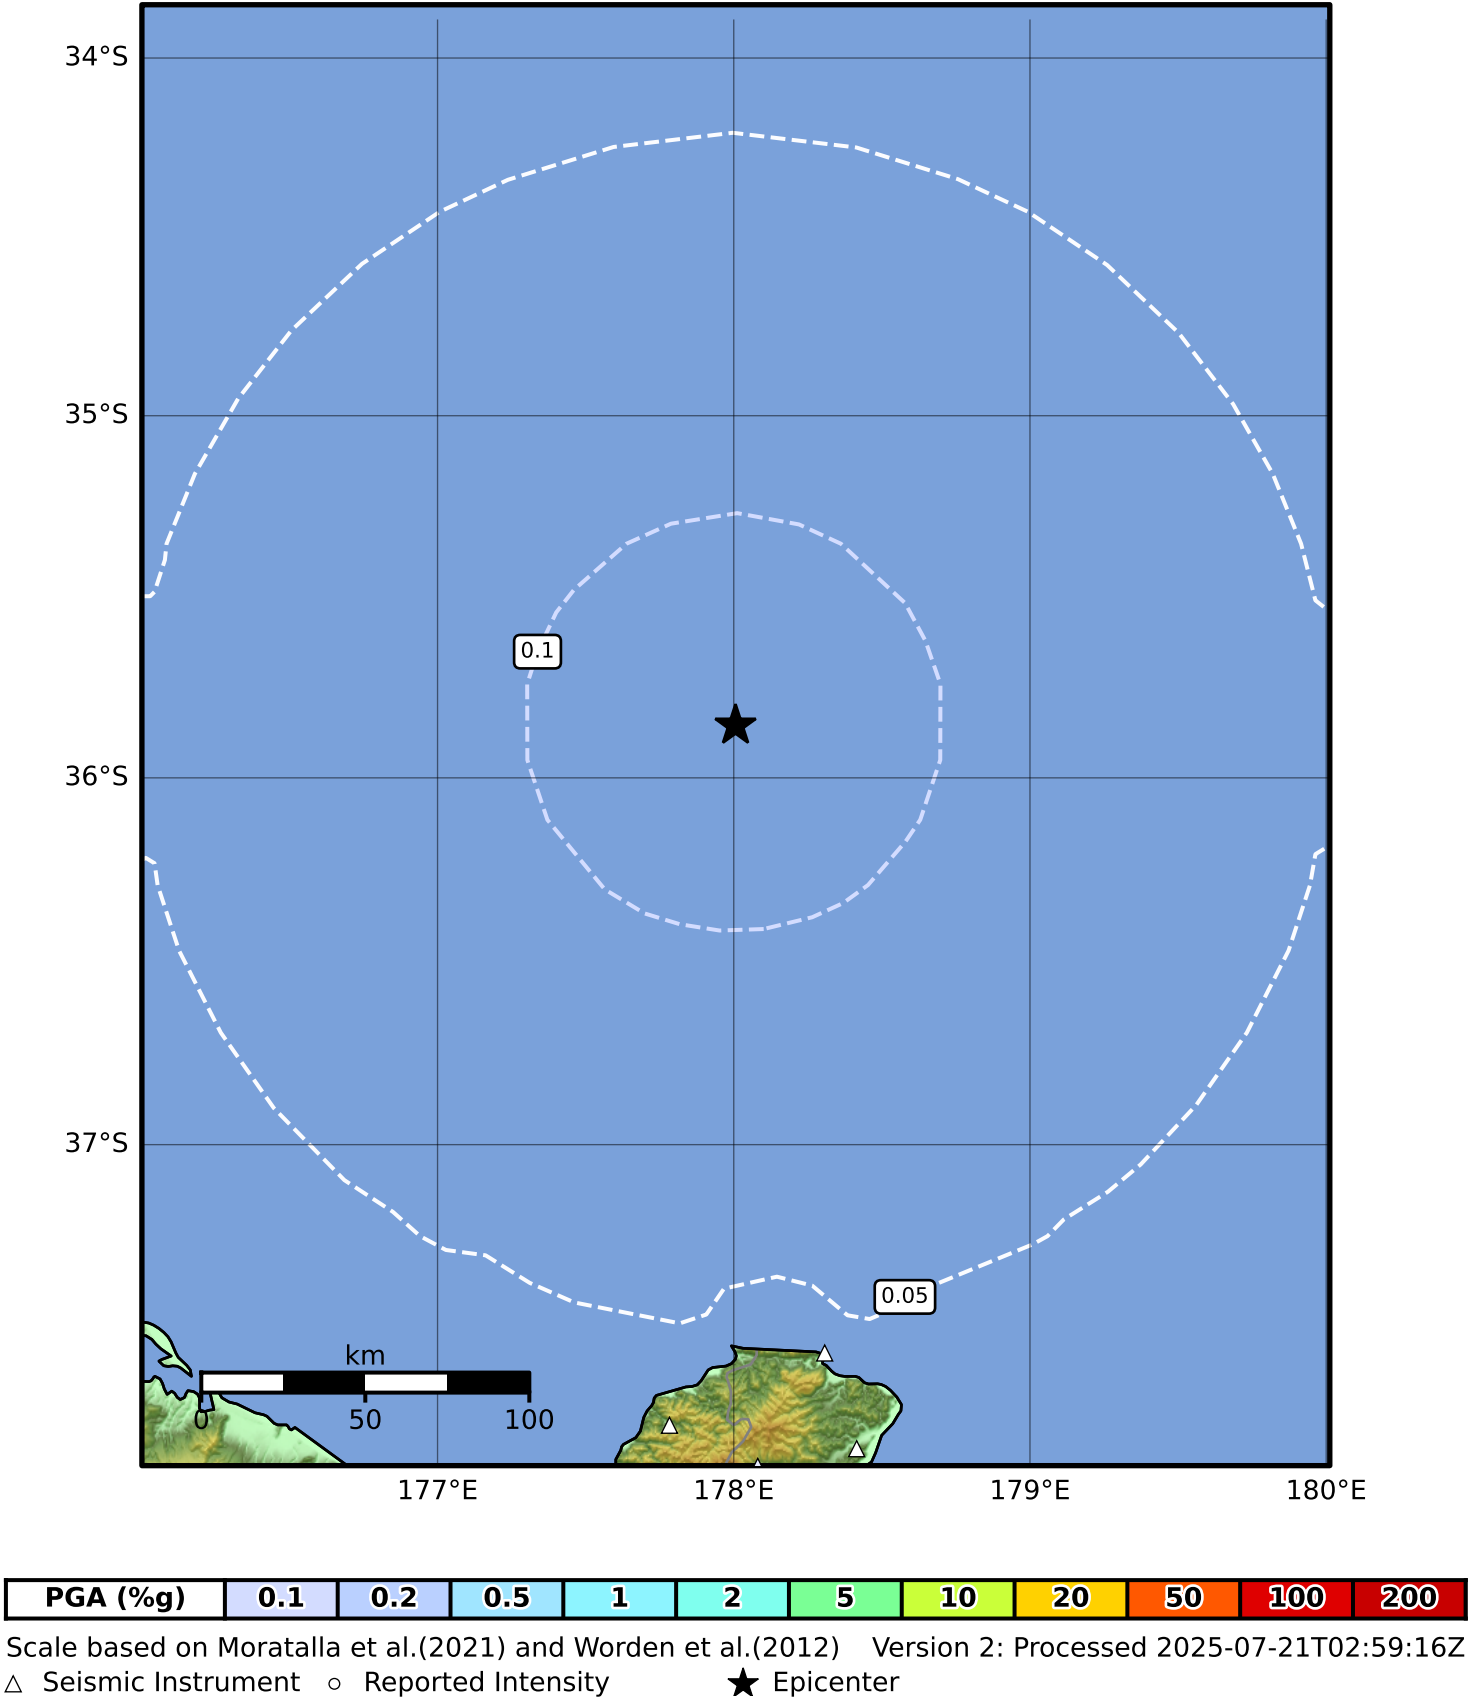 34°S
35°S
0.1
36°S
37°S
0.05
km
0 50 100
177°E 178°E 179°E 180°E
PGA (%g) 0.1 0.2 0.5 1 2 5 10 20 50 100 200
Scale based on Moratalla et al.(2021) and Worden et al.(2012) Version 2: Processed 2025-07-21T02:59:16Z
Seismic Instrument Reported Intensity Epicenter